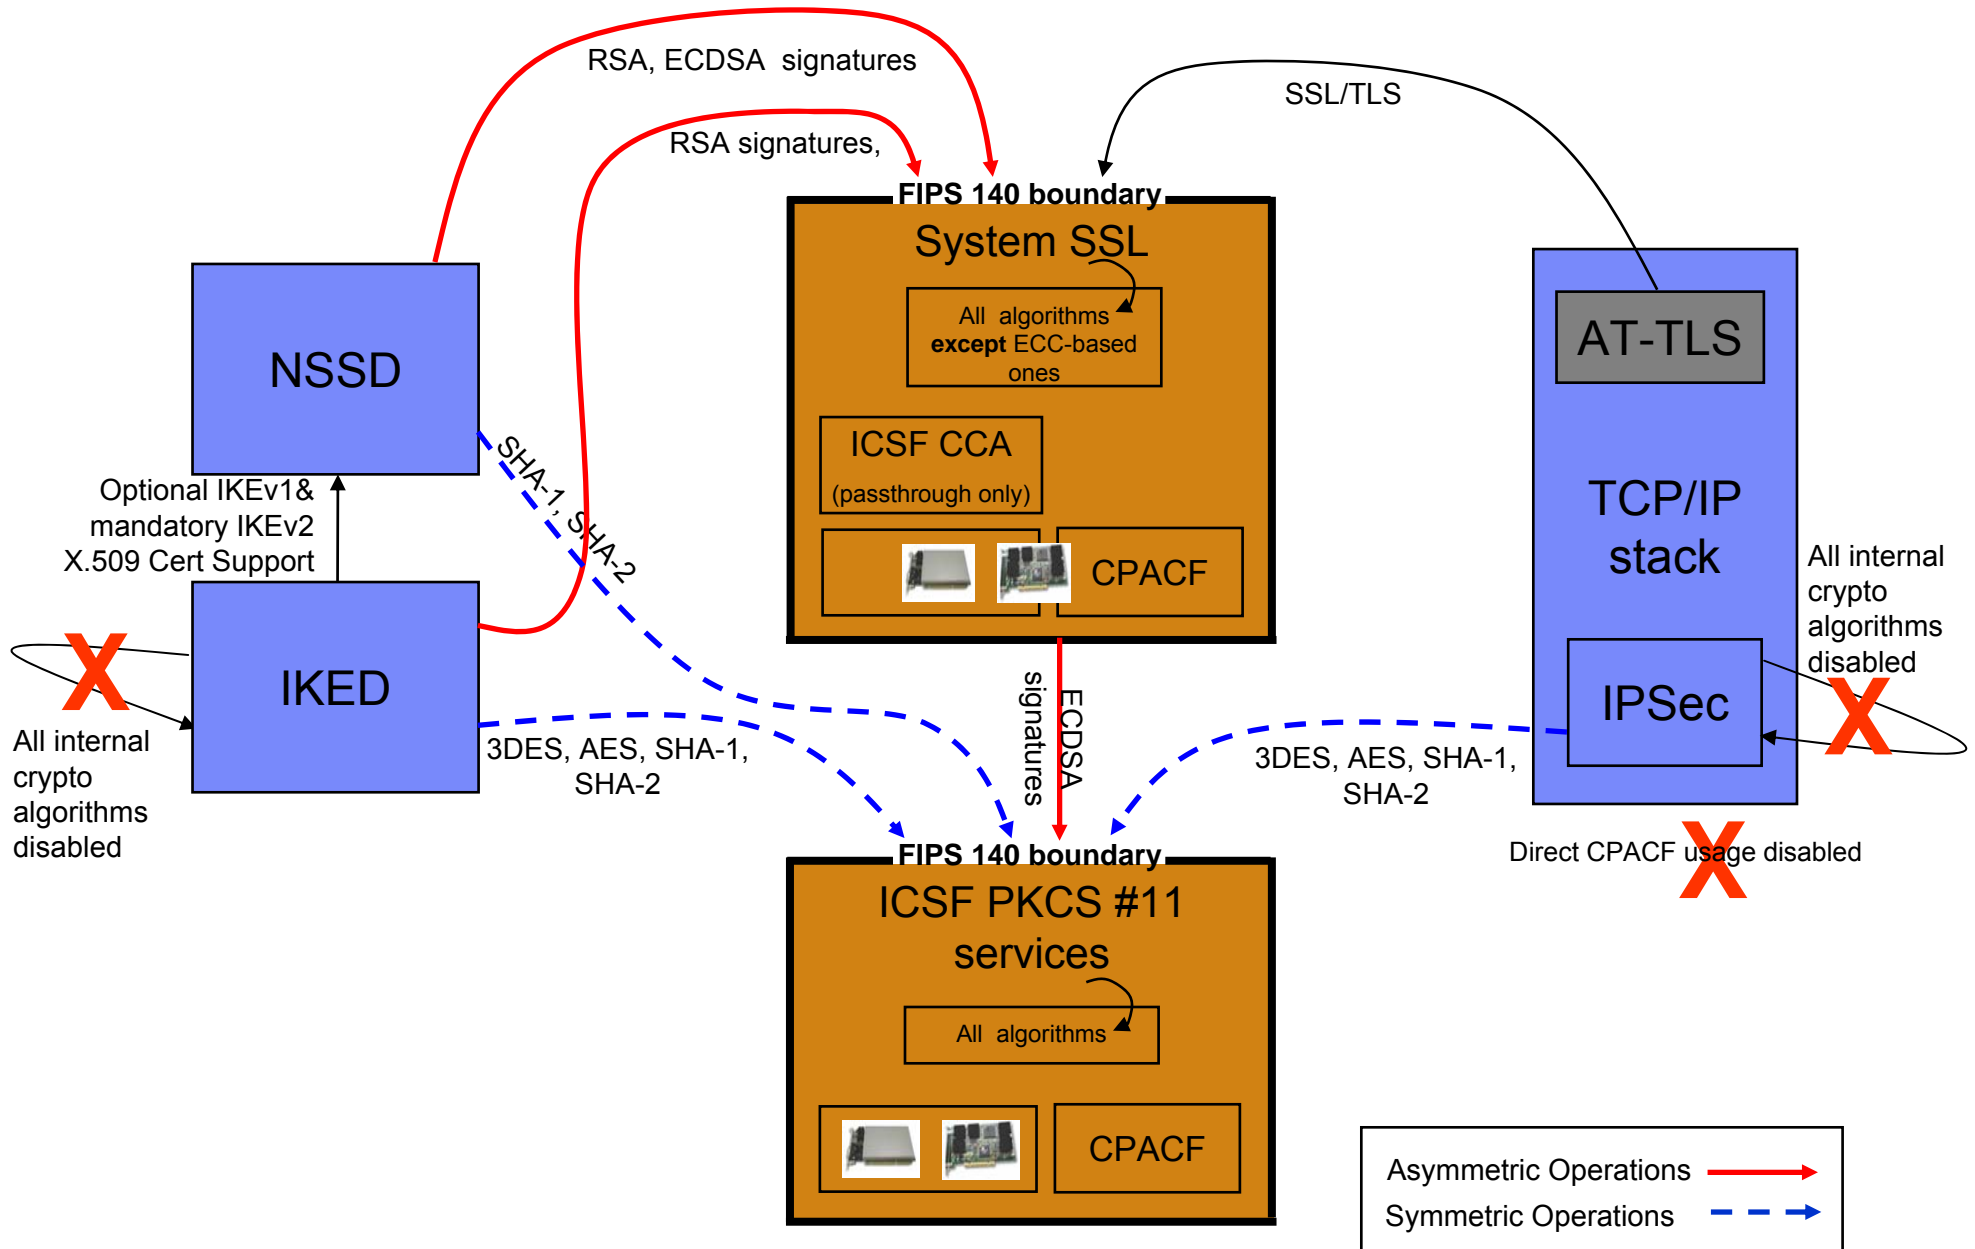 RSA, ECDSA signatures
SSL/TLS
RSA signatures,
FIPS 140 boundary
System SSL
All algorithms
except ECC-based
ones
ICSF CCA
(passthrough only)
CPACF
NSSD
Optional IKEv1&
mandatory IKEv2
X.509 Cert Support
SHA-1, SHA-2
IKED
All internal
crypto
algorithms
disabled
X
3DES, AES, SHA-1,
SHA-2
ECDSA
signatures
AT-TLS
TCP/IP
stack
IPSec
All internal
crypto
algorithms
disabled
X
3DES, AES, SHA-1,
SHA-2
Direct CPACF usage disabled
X
FIPS 140 boundary
ICSF PKCS #11
services
All algorithms
CPACF
Asymmetric Operations
Symmetric Operations